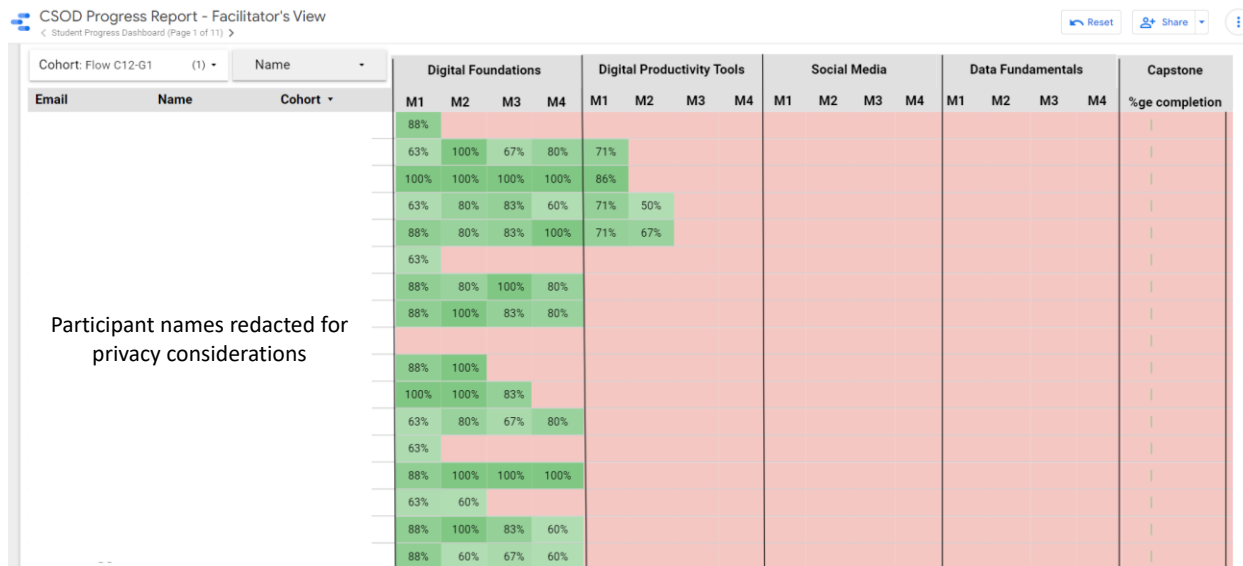 CSOD Progress Report - Facilitator's View
Student Progress Dashboard (Page 1 of 11)
Reset
Share
Cohort: Flow C12-G1 (1)
Name
Digital Foundations Digital Productivity Tools Social Media Data Fundamentals Capstone
Email Name Cohort M1 M2 M3 M4 M1 M2 M3 M4 M1 M2 M3 M4 M1 M2 M3 M4 %ge completion
88%
63% 100% 67% 80% 71%
100% 100% 100% 100% 86%
63% 80% 83% 60% 71% 50%
88% 80% 83% 100% 71% 67%
63%
88% 80% 100% 80%
88% 100% 83% 80%
Participant names redacted for
privacy considerations
88% 100%
100% 100% 83%
63% 80% 67% 80%
63%
88% 100% 100% 100%
63% 60%
88% 100% 83% 60%
88% 60% 67% 60%